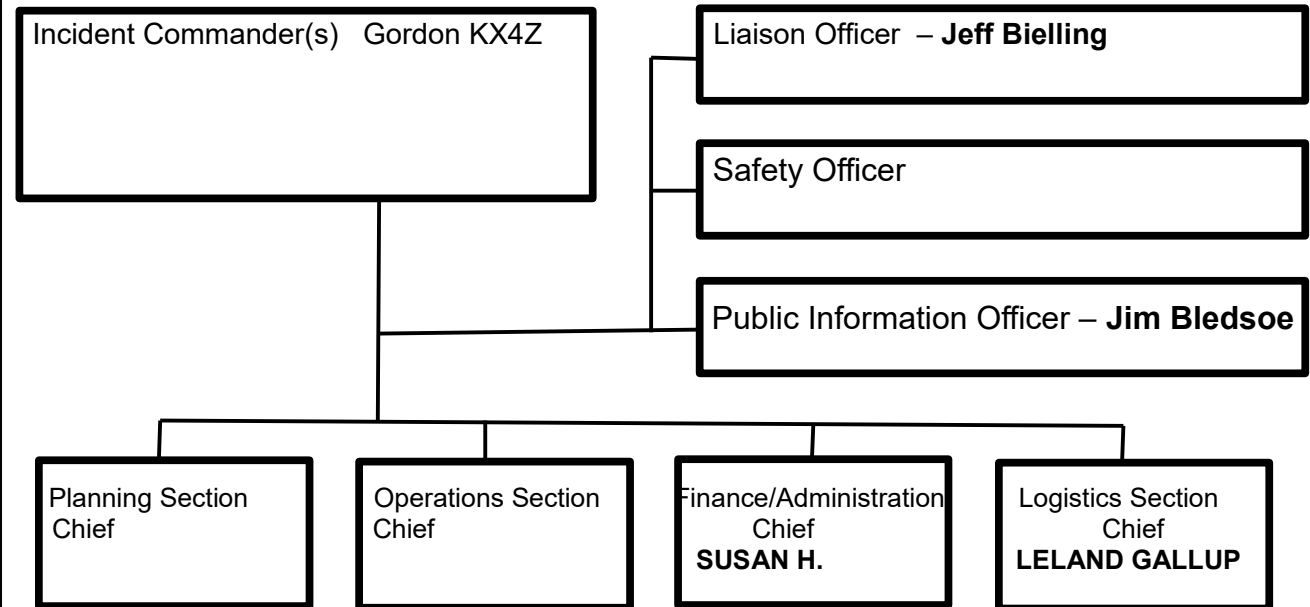 Incident Commander(s) Gordon KX4Z
Liaison Officer – Jeff Bielling
Safety Officer
Public Information Officer – Jim Bledsoe
Planning Section
Chief
Operations Section
Chief
Finance/Administration
Chief
SUSAN H.
Logistics Section
Chief
LELAND GALLUP